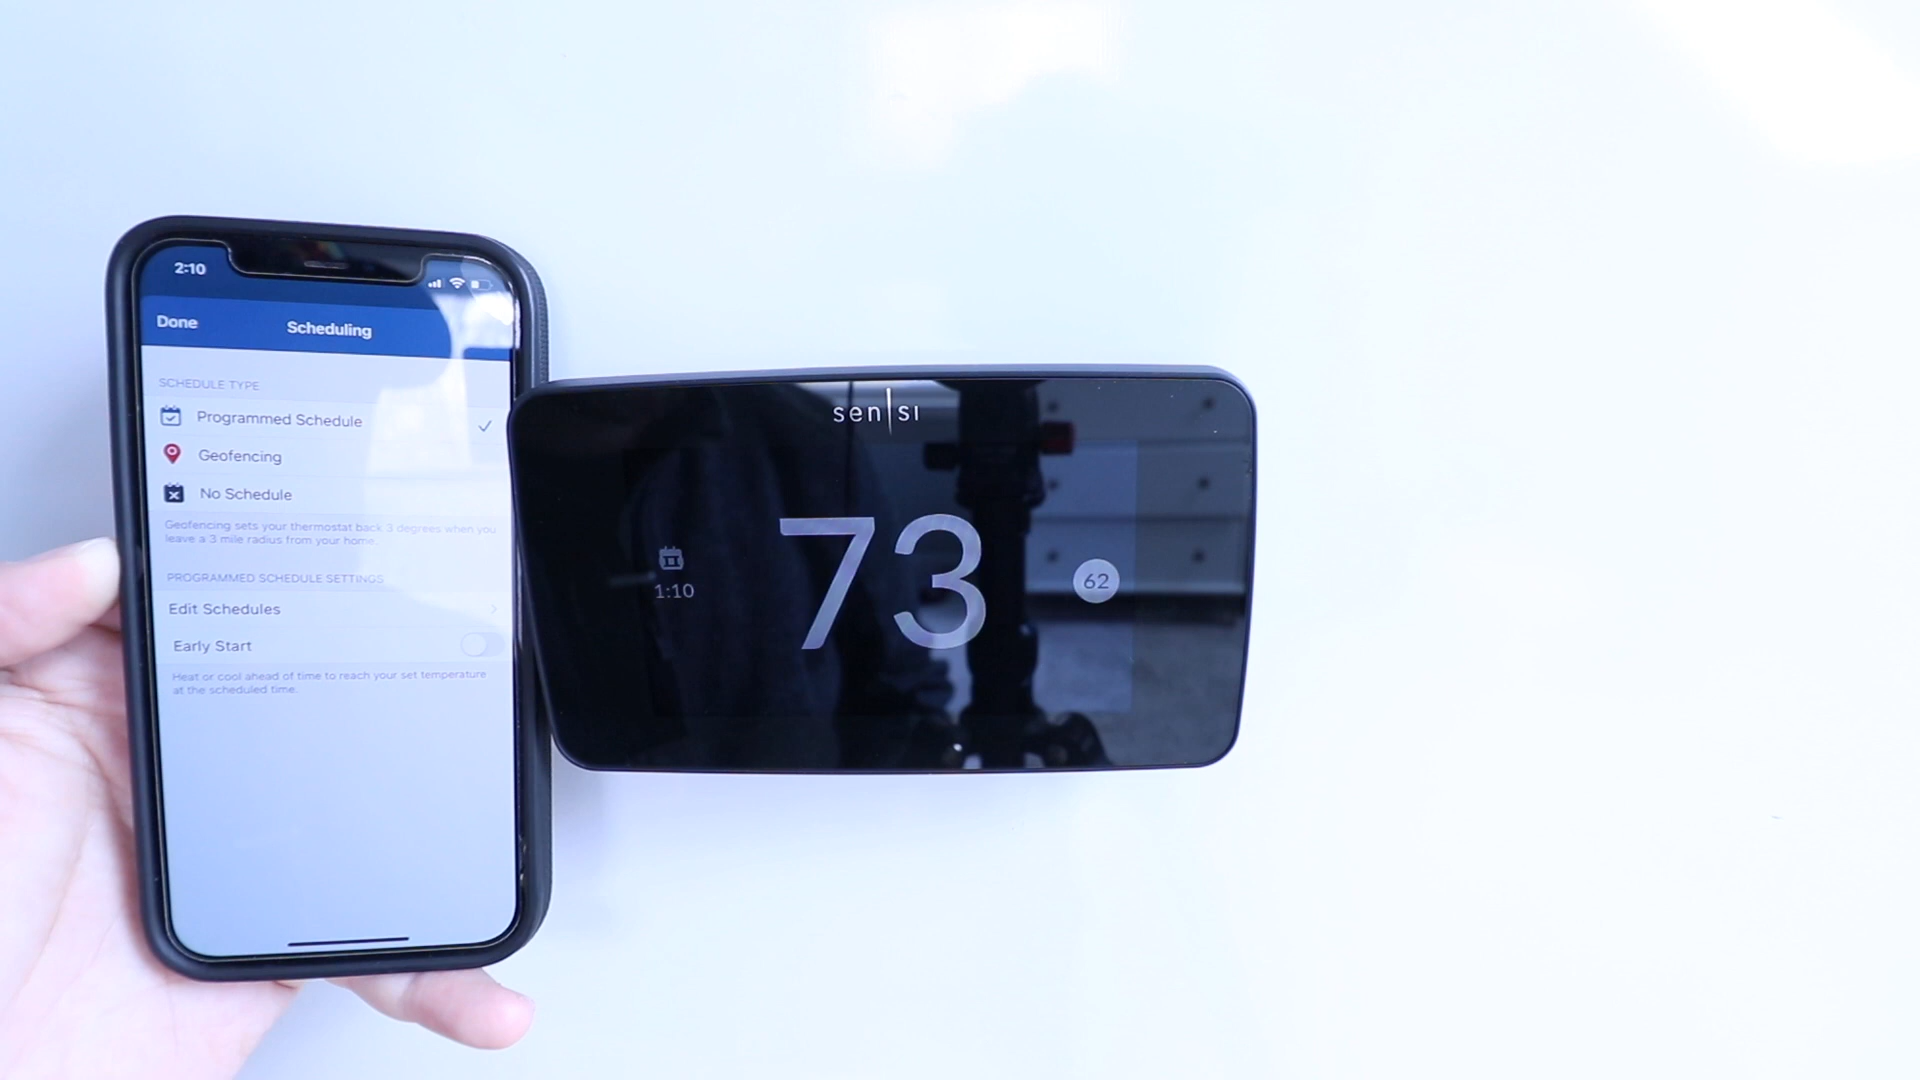 2:10
Done
Scheduling
SCHEDULE TYPE
Programmed Schedule
Geofencing
No Schedule
Geofencing sets your thermostat back 3 degrees when you
leave a 3 mile radius from your home.
PROGRAMMED SCHEDULE SETTINGS
Edit Schedules
Early Start
Heat or cool ahead of time to reach your set temperature
at the scheduled time.
sensi
1:10
73
62